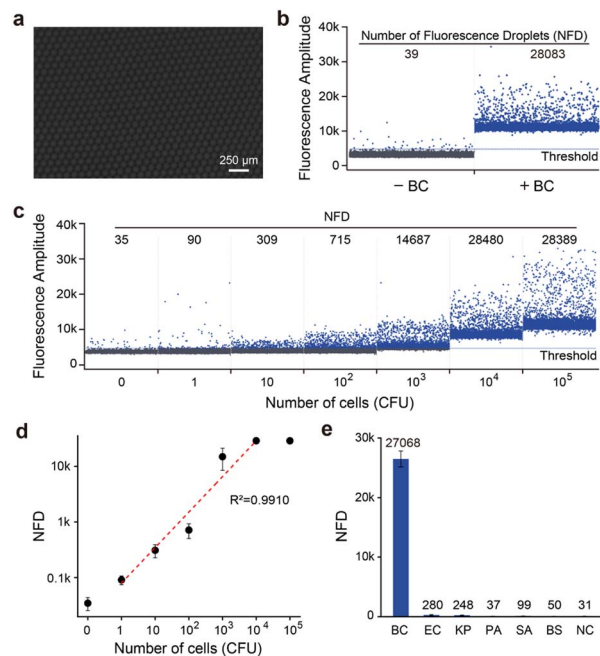 a
250 μm
b
Number of Fluorescence Droplets (NFD)
39 28083
Fluorescence Amplitude
40k
30k
20k
10k
0
Threshold
− BC + BC
c
NFD
35 90 309 715 14687 28480 28389
Fluorescence Amplitude
40k
30k
20k
10k
0
Threshold
0 1 10 10² 10³ 10⁴ 10⁵
Number of cells (CFU)
d
NFD
10k
1k
0.1k
R²=0.9910
0 1 10 10² 10³ 10⁴ 10⁵
Number of cells (CFU)
e
NFD
30k
20k
10k
0
27068
280 248 37 99 50 31
BC EC KP PA SA BS NC